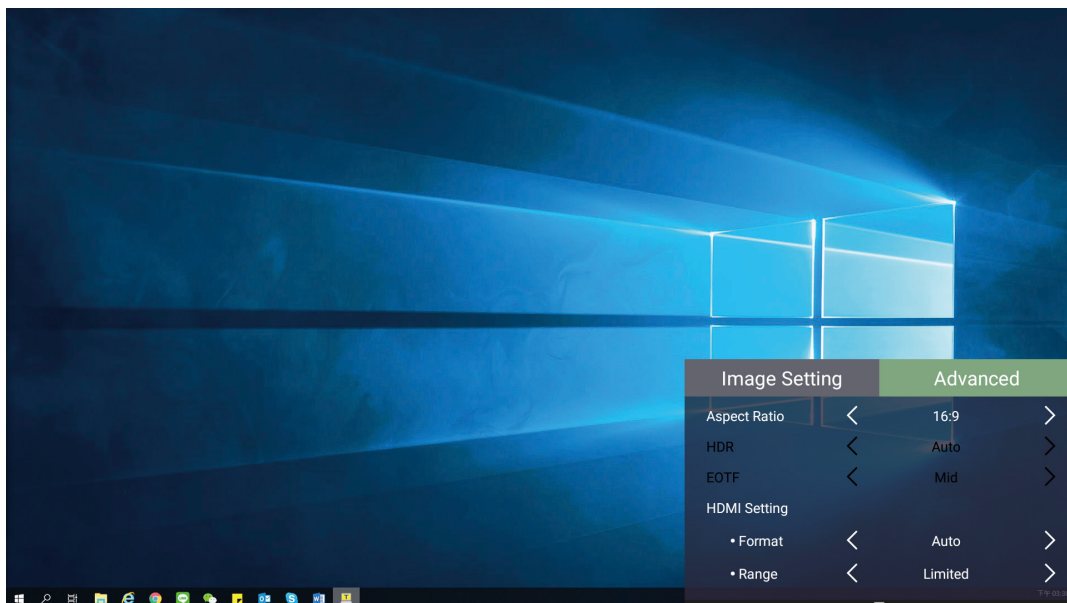 Image Setting Advanced
Aspect Ratio 16:9
HDR Auto
EOTF Mid
HDMI Setting
• Format Auto
• Range Limited